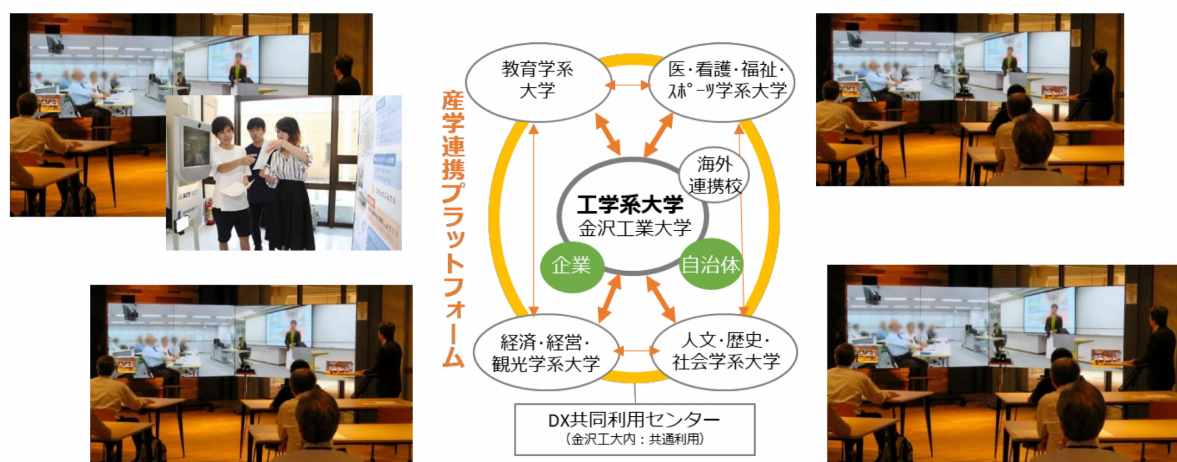 産学連携プラットフォーム
教育学系
大学
医・看護・福祉・
スポーツ学系大学
海外
連携校
工学系大学
金沢工業大学
企業
自治体
経済・経営・
観光学系大学
人文・歴史・
社会学系大学
DX共同利用センター
(金沢工大内:共通利用)